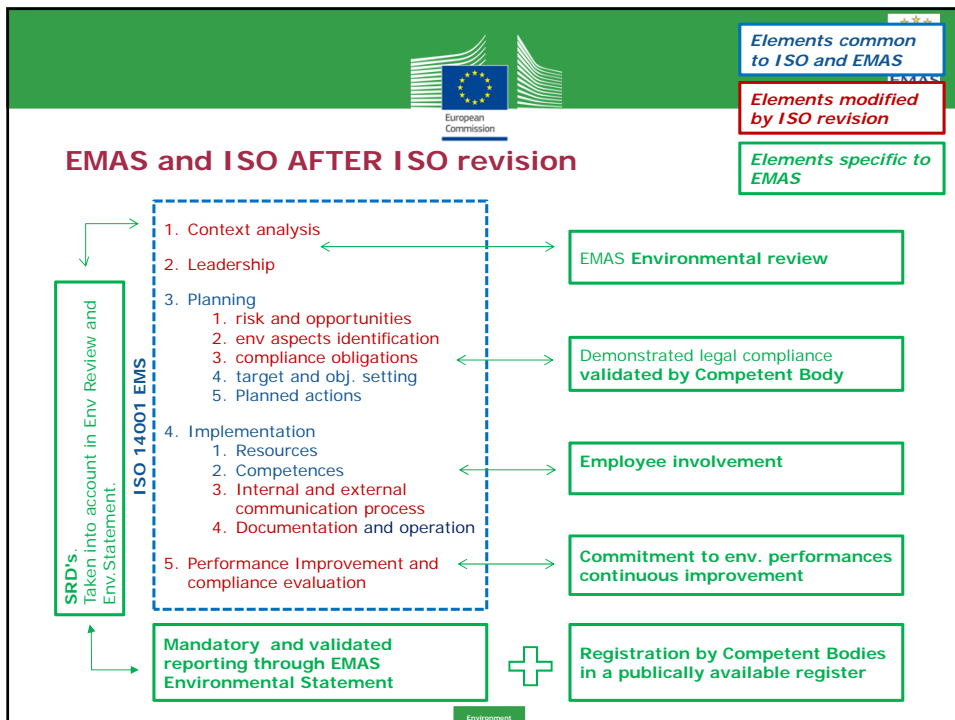 Elements common
to ISO and EMAS
EMAS
Elements modified
by ISO revision
Elements specific to
EMAS
European
Commission
EMAS and ISO AFTER ISO revision
SRD's.
Taken into account in Env Review and
Env. Statement.
ISO 14001 EMS
1. Context analysis
2. Leadership
3. Planning
1. risk and opportunities
2. env aspects identification
3. compliance obligations
4. target and obj. setting
5. Planned actions
4. Implementation
1. Resources
2. Competences
3. Internal and external
communication process
4. Documentation and operation
5. Performance Improvement and
compliance evaluation
EMAS Environmental review
Demonstrated legal compliance
validated by Competent Body
Employee involvement
Commitment to env. performances
continuous improvement
Mandatory and validated
reporting through EMAS
Environmental Statement
Registration by Competent Bodies
in a publically available register
Environment